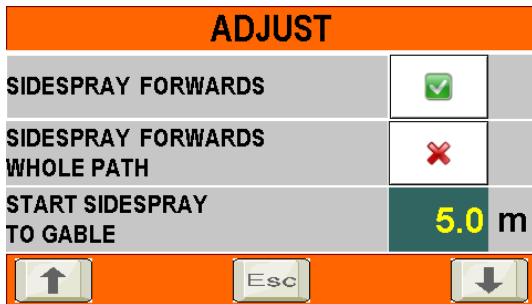 ADJUST
SIDESPRAY FORWARDS
SIDESPRAY FORWARDS
WHOLE PATH
START SIDESPRAY
TO GABLE
5.0 m
Esc